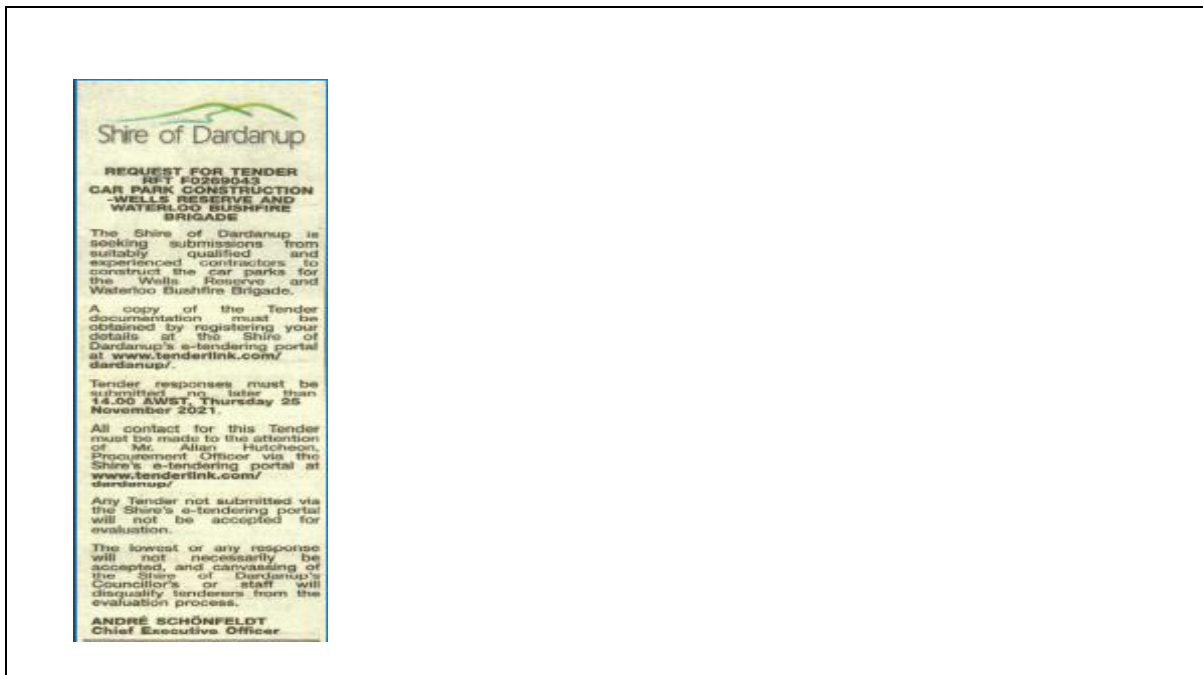 Shire of Dardanup
REQUEST FOR TENDER
RFT F0269043
CAR PARK CONSTRUCTION
-WELLS RESERVE AND
WATERLOO BUSHFIRE
BRIGADE
The Shire of Dardanup is
seeking submissions from
suitably qualified and
experienced contractors to
construct the car parks for
the Wells Reserve and
Waterloo Bushfire Brigade.
A copy of the Tender
documentation must be
obtained by registering your
details at the Shire of
Dardanup's e-tendering portal
at www.tenderlink.com/
dardanup/.
Tender responses must be
submitted no later than
14.00 AWST, Thursday 25
November 2021.
All contact for this Tender
must be made to the attention
of Mr. Allan Hutcheon,
Procurement Officer via the
Shire's e-tendering portal at
www.tenderlink.com/
dardanup/
Any Tender not submitted via
the Shire's e-tendering portal
will not be accepted for
evaluation.
The lowest or any response
will not necessarily be
accepted, and canvassing of
the Shire of Dardanup's
Councillor's or staff will
disqualify tenderers from the
evaluation process.
ANDRÉ SCHÖNFELDT
Chief Executive Officer